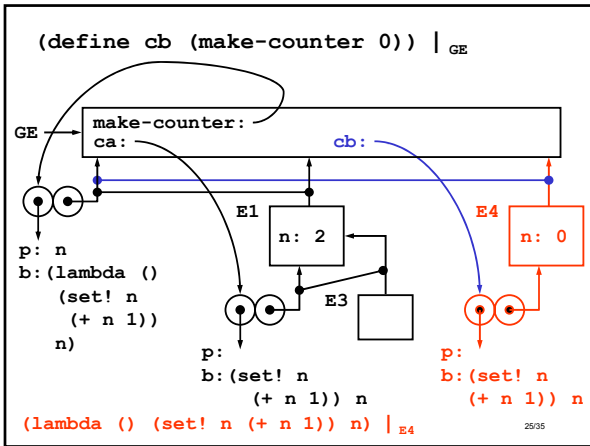 (define cb (make-counter 0)) | GE
make-counter:
GE
ca:
cb:
E1
E4
n: 2
n: 0
p: n
b:(lambda ()
(set! n
(+ n 1))
n)
E3
p:
b:(set! n
(+ n 1)) n
p:
b:(set! n
(+ n 1)) n
(lambda () (set! n (+ n 1)) n) | E4
25/35